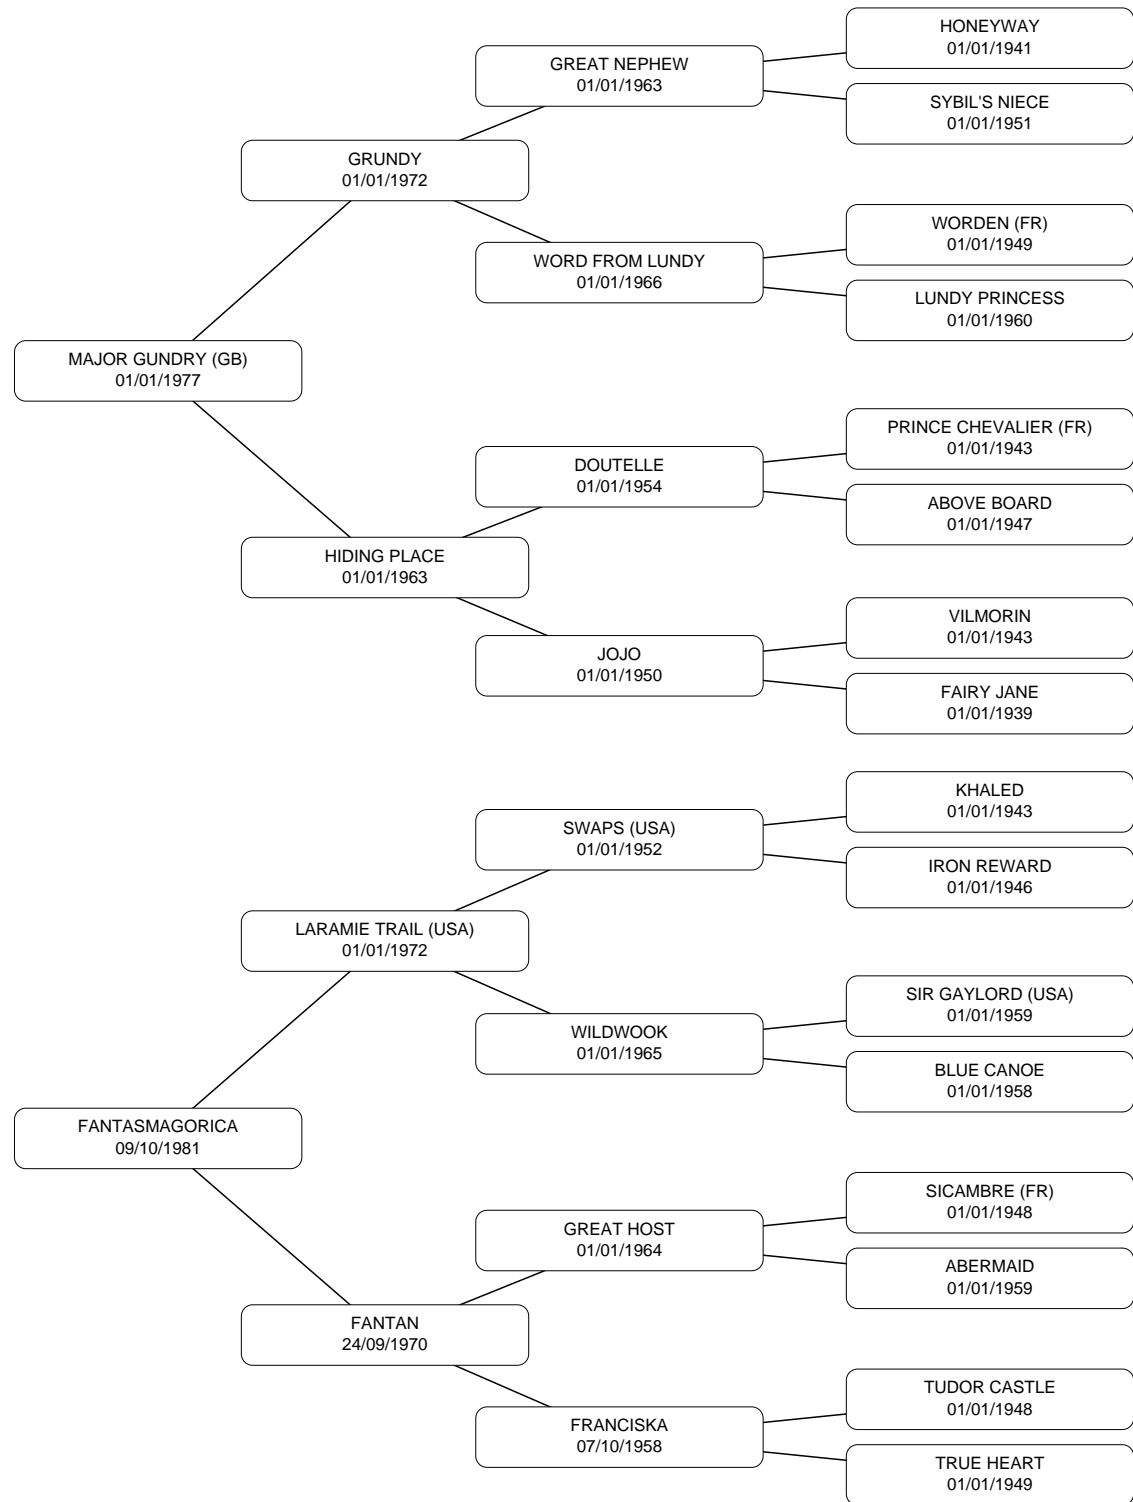 HONEYWAY
01/01/1941
GREAT NEPHEW
01/01/1963
SYBIL'S NIECE
01/01/1951
GRUNDY
01/01/1972
WORDEN (FR)
01/01/1949
WORD FROM LUNDY
01/01/1966
LUNDY PRINCESS
01/01/1960
MAJOR GUNDRY (GB)
01/01/1977
PRINCE CHEVALIER (FR)
01/01/1943
DOUTELLE
01/01/1954
ABOVE BOARD
01/01/1947
HIDING PLACE
01/01/1963
VILMORIN
01/01/1943
JOJO
01/01/1950
FAIRY JANE
01/01/1939
KHALED
01/01/1943
SWAPS (USA)
01/01/1952
IRON REWARD
01/01/1946
LARAMIE TRAIL (USA)
01/01/1972
SIR GAYLORD (USA)
01/01/1959
WILDWOOK
01/01/1965
BLUE CANOE
01/01/1958
FANTASMAGORICA
09/10/1981
SICAMBRE (FR)
01/01/1948
GREAT HOST
01/01/1964
ABERMAID
01/01/1959
FANTAN
24/09/1970
TUDOR CASTLE
01/01/1948
FRANCISKA
07/10/1958
TRUE HEART
01/01/1949